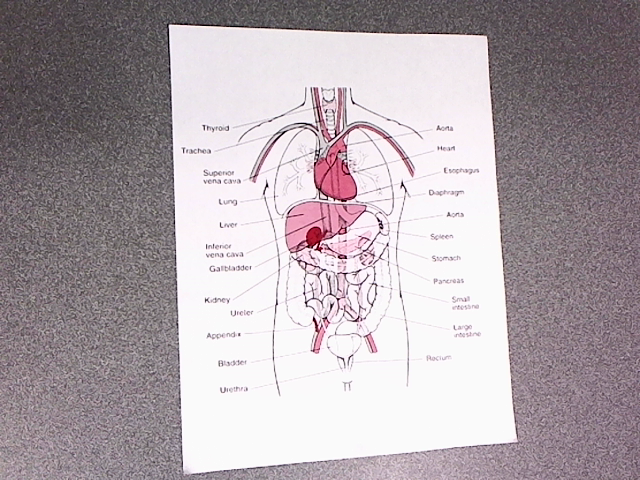 Thyroid
Trachea
Superior
vena cava
Lung
Liver
Inferior
vena cava
Gallbladder
Kidney
Ureter
Appendix
Bladder
Urethra
Aorta
Heart
Esophagus
Diaphragm
Aorta
Spleen
Stomach
Pancreas
Small
intestine
Large
intestine
Rectum